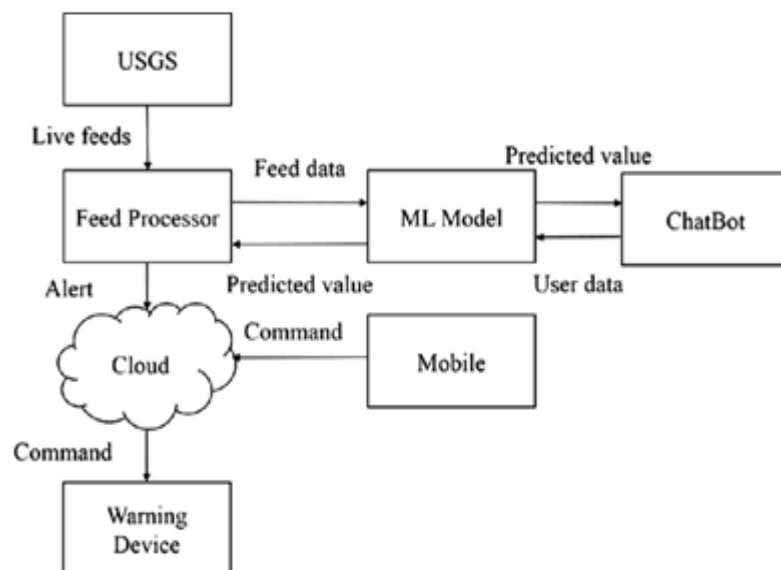 USGS
Live feeds
Feed data
Predicted value
Feed Processor
ML Model
ChatBot
Alert
Predicted value
User data
Command
Cloud
Mobile
Command
Warning
Device